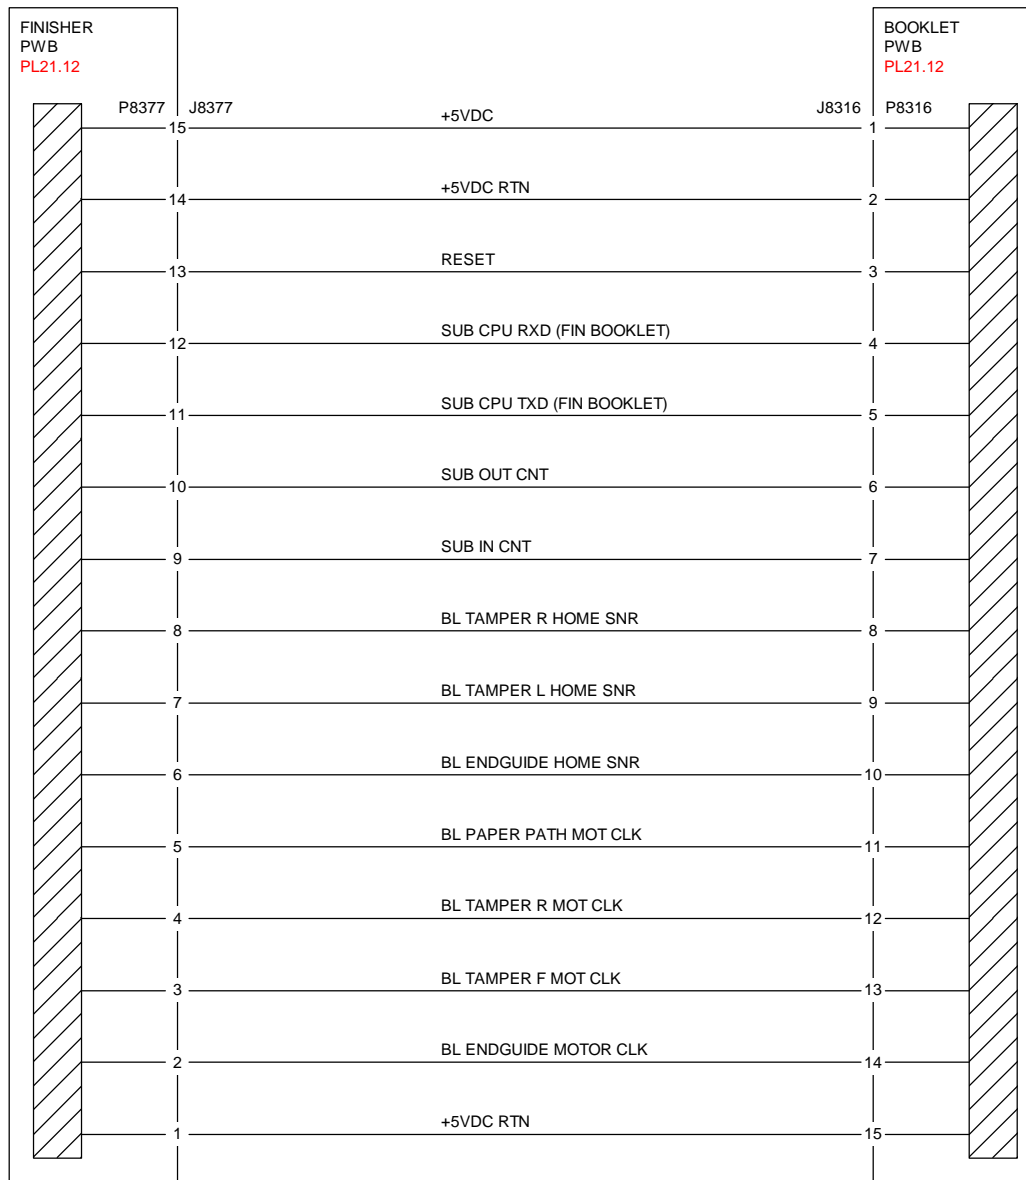 FINISHER
PWB
PL21.12
BOOKLET
PWB
PL21.12
P8377 J8377 J8316 P8316
15 +5VDC 1
14 +5VDC RTN 2
13 RESET 3
12 SUB CPU RXD (FIN BOOKLET) 4
11 SUB CPU TXD (FIN BOOKLET) 5
10 SUB OUT CNT 6
9 SUB IN CNT 7
8 BL TAMPER R HOME SNR 8
7 BL TAMPER L HOME SNR 9
6 BL ENDGUIDE HOME SNR 10
5 BL PAPER PATH MOT CLK 11
4 BL TAMPER R MOT CLK 12
3 BL TAMPER F MOT CLK 13
2 BL ENDGUIDE MOTOR CLK 14
1 +5VDC RTN 15